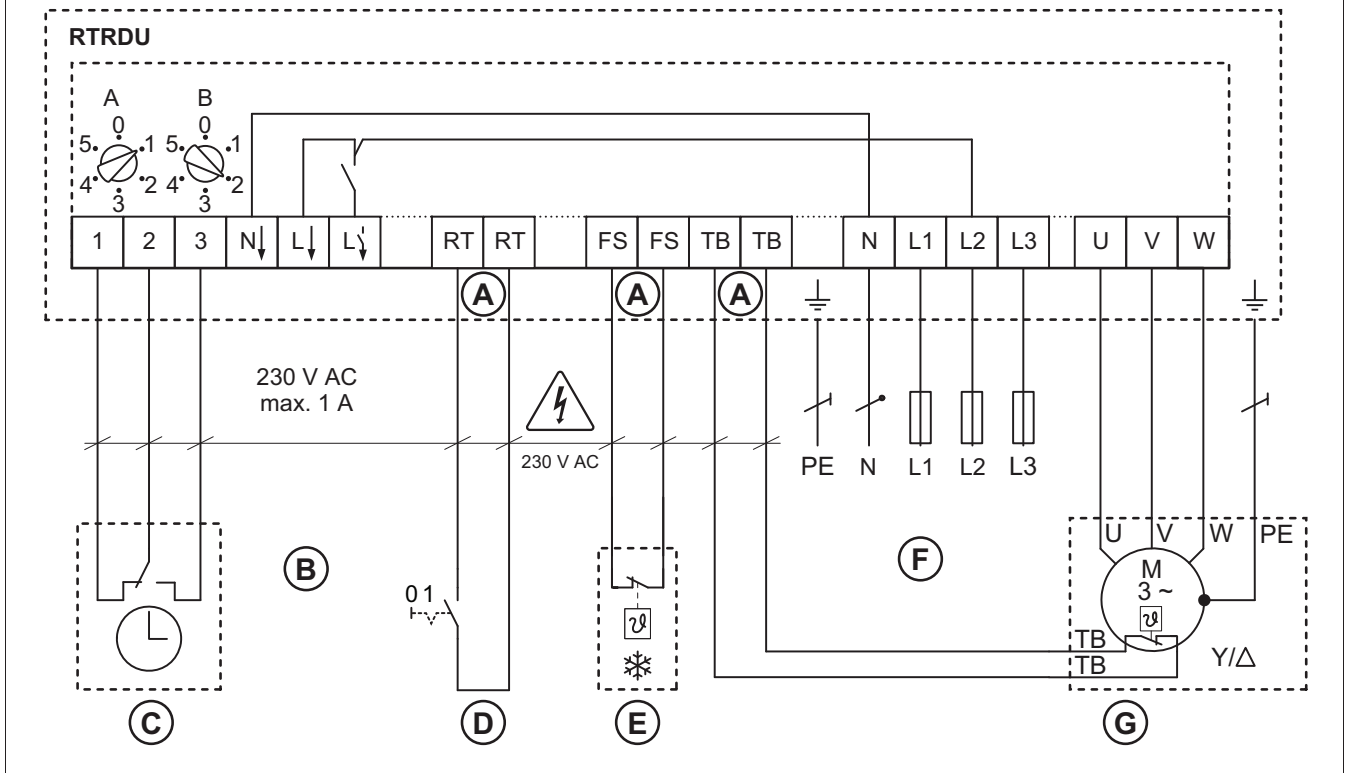 RTRDU
A B
0 0
5 1 5 1
4 2 4 2
3 3
1 2 3 N L L RT RT FS FS TB TB N L1 L2 L3 U V W
A A A
230 V AC
max. 1 A
230 V AC
PE N L1 L2 L3
B F
U V W PE
M
3 ~
ϑ
0 1
ϑ
TB
TB
Y/△
C D E G